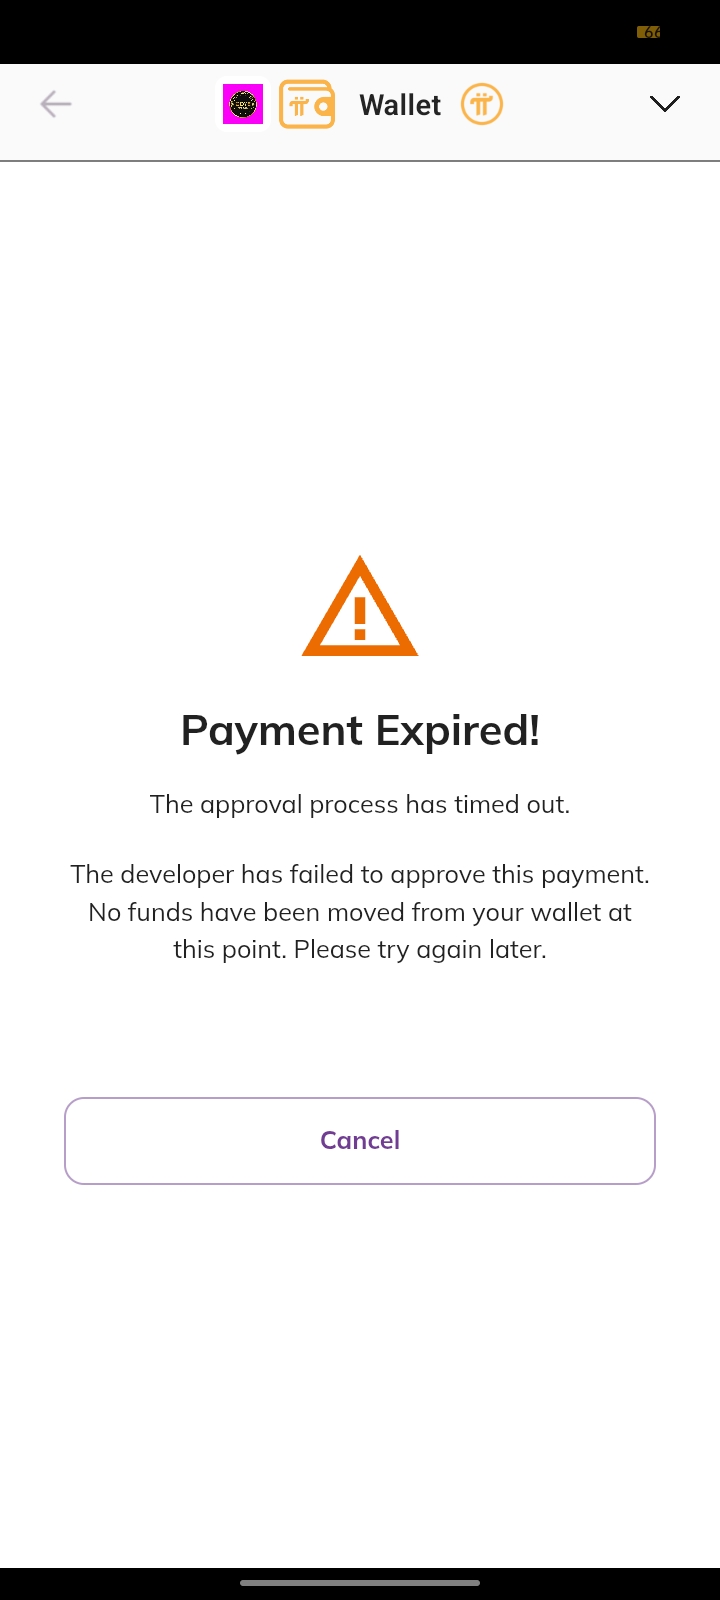 Wallet
Payment Expired!
The approval process has timed out.
The developer has failed to approve this payment.
No funds have been moved from your wallet at
this point. Please try again later.
Cancel